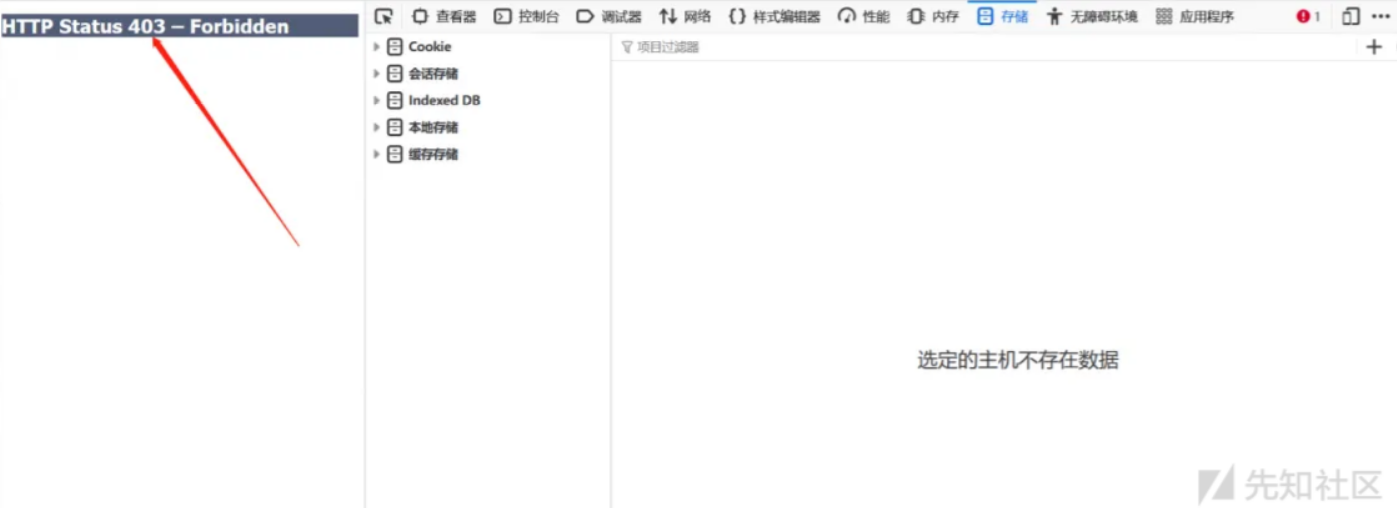 HTTP Status 403 – Forbidden
查看器 控制台 调试器 网络 样式编辑器 性能 内存 存储 无障碍环境 应用程序 1
Cookie
项目过滤器
会话存储
Indexed DB
本地存储
缓存存储
选定的主机不存在数据
先知社区